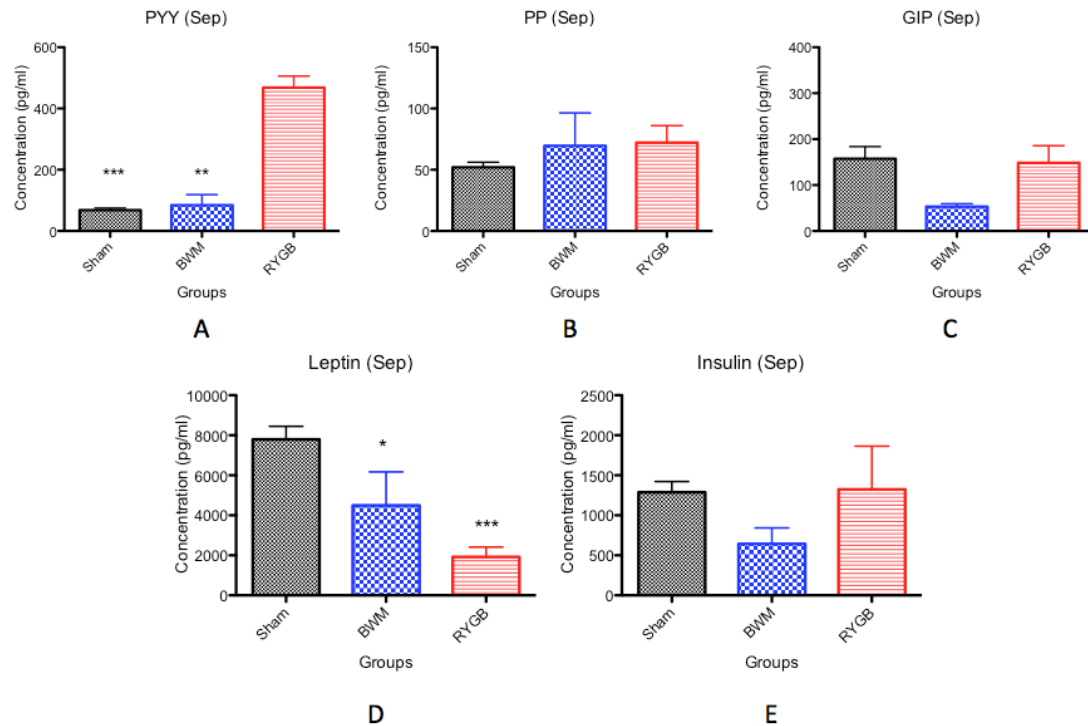 PYY (Sep)
Concentration (pg/ml)
600
400
200
0
***
**
Sham
BWM
RYGB
Groups
A
PP (Sep)
Concentration (pg/ml)
150
100
50
0
Sham
BWM
RYGB
Groups
B
GIP (Sep)
Concentration (pg/ml)
400
300
200
100
0
Sham
BWM
RYGB
Groups
C
Leptin (Sep)
Concentration (pg/ml)
10000
8000
6000
4000
2000
0
*
***
Sham
BWM
RYGB
Groups
D
Insulin (Sep)
Concentration (pg/ml)
2500
2000
1500
1000
500
0
Sham
BWM
RYGB
Groups
E